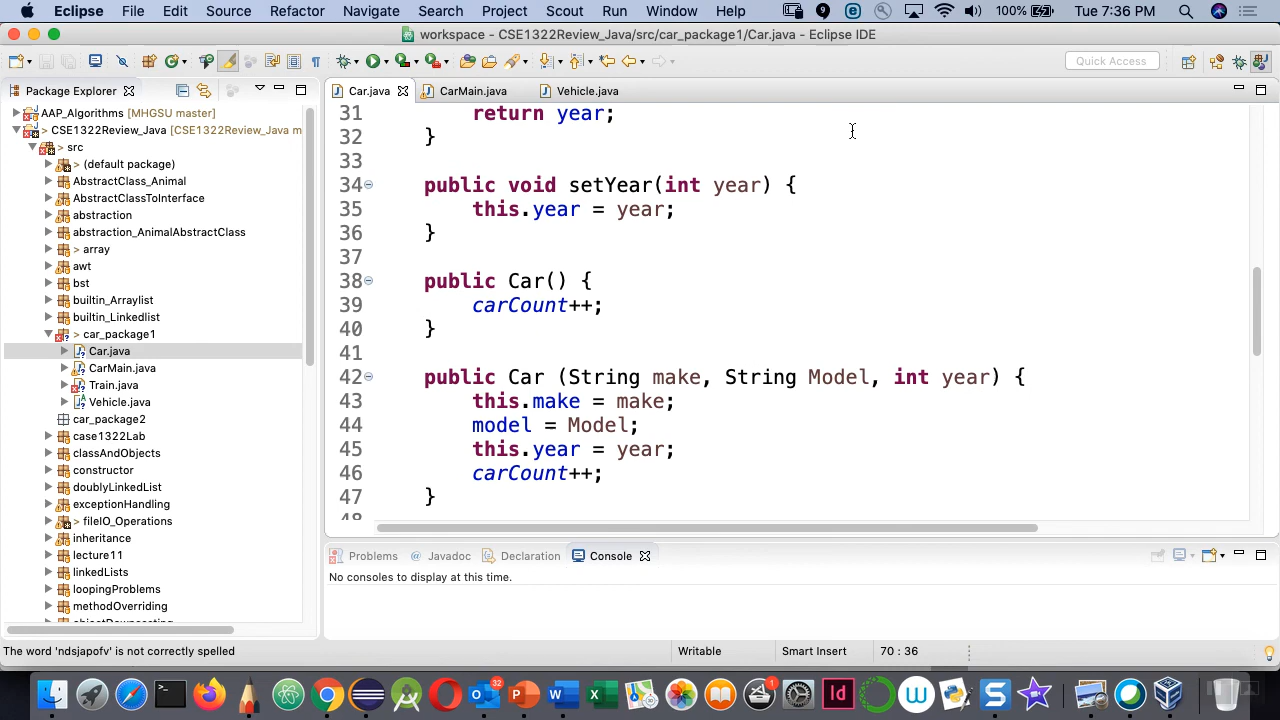 Eclipse File Edit Source Refactor Navigate Search Project Scout Run Window Help 9 100% Tue 7:36 PM
workspace - CSE1322Review_Java/src/car_package1/Car.java - Eclipse IDE
Quick Access
Package Explorer
Car.java CarMain.java Vehicle.java
AAP_Algorithms [MHGSU master]
> CSE1322Review_Java [CSE1322Review_Java m
> src
> (default package)
AbstractClass_Animal
AbstractClassToInterface
abstraction
abstraction_AnimalAbstractClass
> array
awt
bst
builtin_Arraylist
builtin_Linkedlist
> car_package1
Car.java
CarMain.java
Train.java
Vehicle.java
car_package2
case1322Lab
classAndObjects
constructor
doublyLinkedList
exceptionHandling
> fileIO_Operations
inheritance
lecture11
linkedLists
loopingProblems
methodOverriding
31 return year;
32 }
33
34 public void setYear(int year) {
35 this.year = year;
36 }
37
38 public Car() {
39 carCount++;
40 }
41
42 public Car (String make, String Model, int year) {
43 this.make = make;
44 model = Model;
45 this.year = year;
46 carCount++;
47 }
48
Problems @ Javadoc Declaration Console
No consoles to display at this time.
The word 'ndsjapofv' is not correctly spelled Writable Smart Insert 70 : 36
32 1